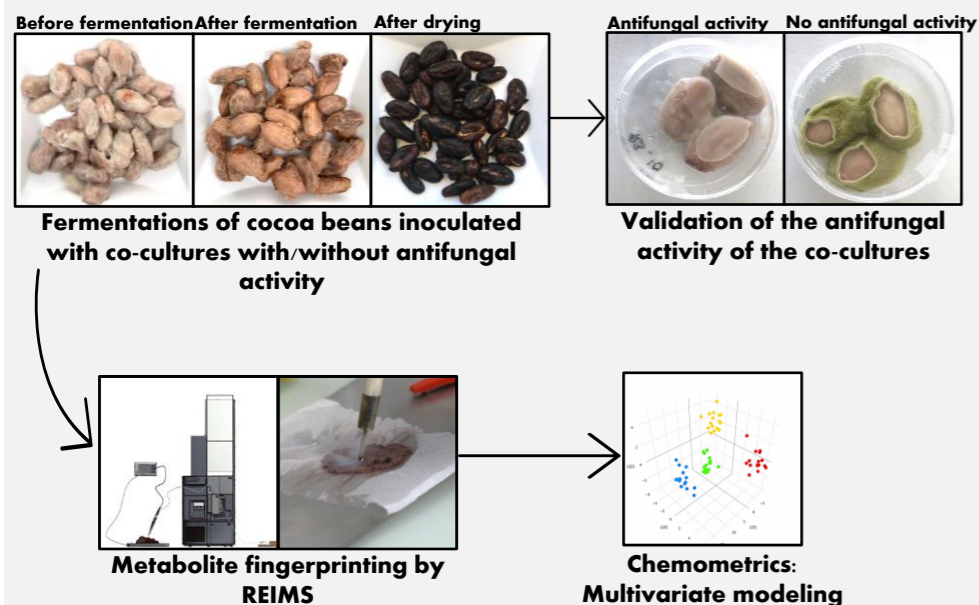 Before fermentation
After fermentation
After drying
Antifungal activity
No antifungal activity
Fermentations of cocoa beans inoculated
with co-cultures with/without antifungal
activity
Validation of the antifungal
activity of the co-cultures
Metabolite fingerprinting by
REIMS
Chemometrics:
Multivariate modeling